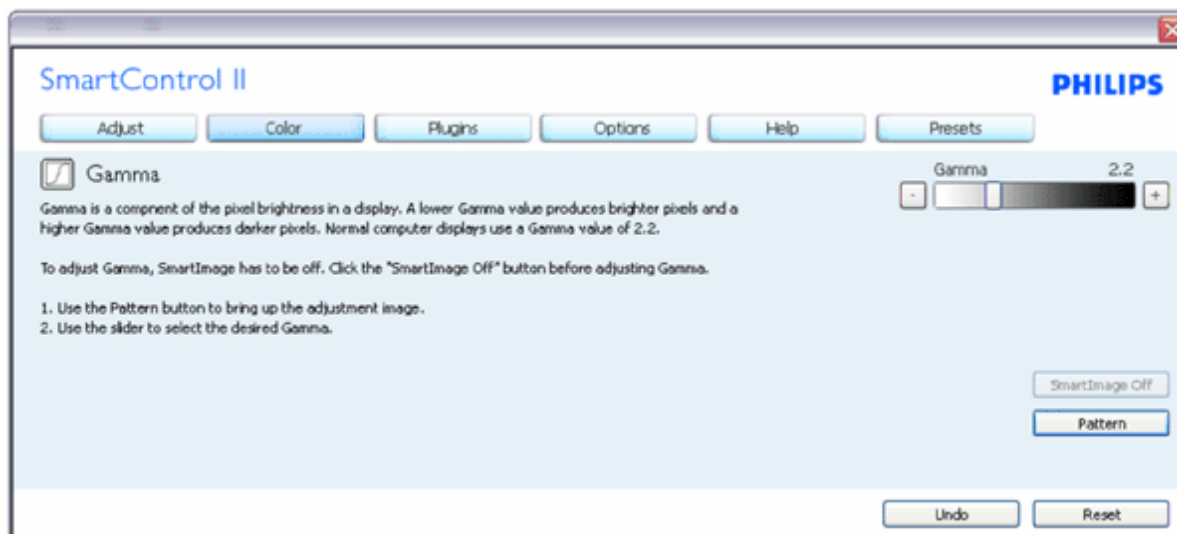 SmartControl II
PHILIPS
Adjust
Color
Plugins
Options
Help
Presets
Gamma
Gamma 2.2
- +
Gamma is a compnent of the pixel brightness in a display. A lower Gamma value produces brighter pixels and a
higher Gamma value produces darker pixels. Normal computer displays use a Gamma value of 2.2.
To adjust Gamma, SmartImage has to be off. Click the "SmartImage Off" button before adjusting Gamma.
1. Use the Pattern button to bring up the adjustment image.
2. Use the slider to select the desired Gamma.
SmartImage Off
Pattern
Undo
Reset